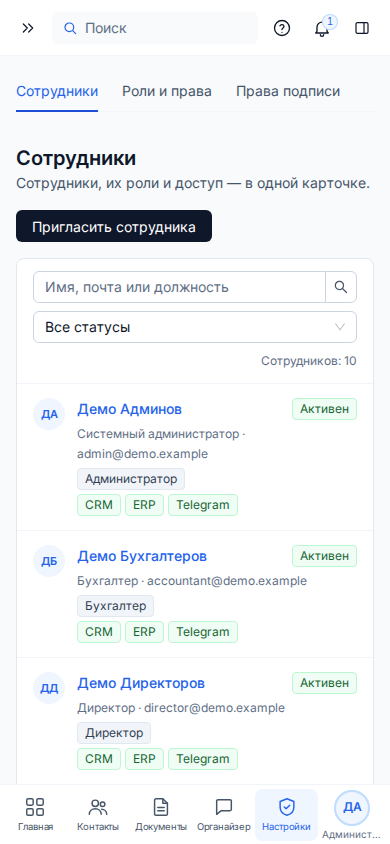 Поиск
1
Сотрудники
Роли и права
Права подписи
Сотрудники
Сотрудники, их роли и доступ — в одной карточке.
Пригласить сотрудника
Имя, почта или должность
Все статусы
Сотрудников: 10
ДА
Демо Админов
Активен
Системный администратор ·
admin@demo.example
Администратор
CRM
ERP
Telegram
ДБ
Демо Бухгалтеров
Активен
Бухгалтер · accountant@demo.example
Бухгалтер
CRM
ERP
Telegram
ДД
Демо Директоров
Активен
Директор · director@demo.example
Директор
CRM
ERP
Telegram
Главная
Контакты
Документы
Органайзер
Настройки
ДА
Админист...